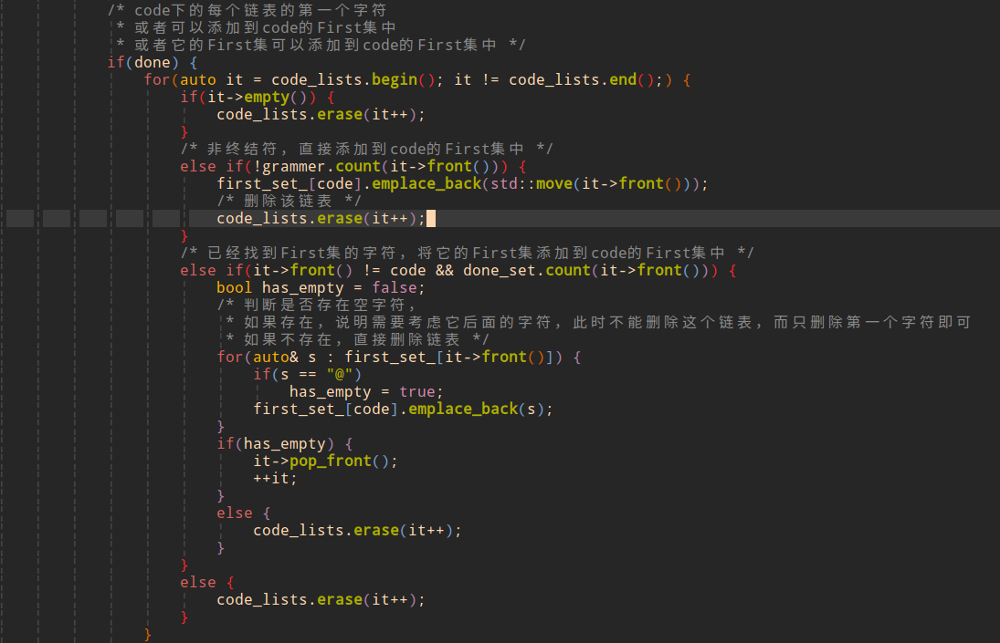 /* code下的每个链表的第一个字符
 * 或者可以添加到code的First集中
 * 或者它的First集可以添加到code的First集中 */
if(done) {
    for(auto it = code_lists.begin(); it != code_lists.end();) {
        if(it->empty()) {
            code_lists.erase(it++);
        }
        /* 非终结符，直接添加到code的First集中 */
        else if(!grammer.count(it->front())) {
            first_set_[code].emplace_back(std::move(it->front()));
            /* 删除该链表 */
            code_lists.erase(it++);
        }
        /* 已经找到First集的字符，将它的First集添加到code的First集中 */
        else if(it->front() != code && done_set.count(it->front())) {
            bool has_empty = false;
            /* 判断是否存在空字符，
             * 如果存在，说明需要考虑它后面的字符，此时不能删除这个链表，而只删除第一个字符即可
             * 如果不存在，直接删除链表 */
            for(auto& s : first_set_[it->front()]) {
                if(s == "@")
                    has_empty = true;
                first_set_[code].emplace_back(s);
            }
            if(has_empty) {
                it->pop_front();
                ++it;
            }
            else {
                code_lists.erase(it++);
            }
        }
        else {
            code_lists.erase(it++);
        }
    }